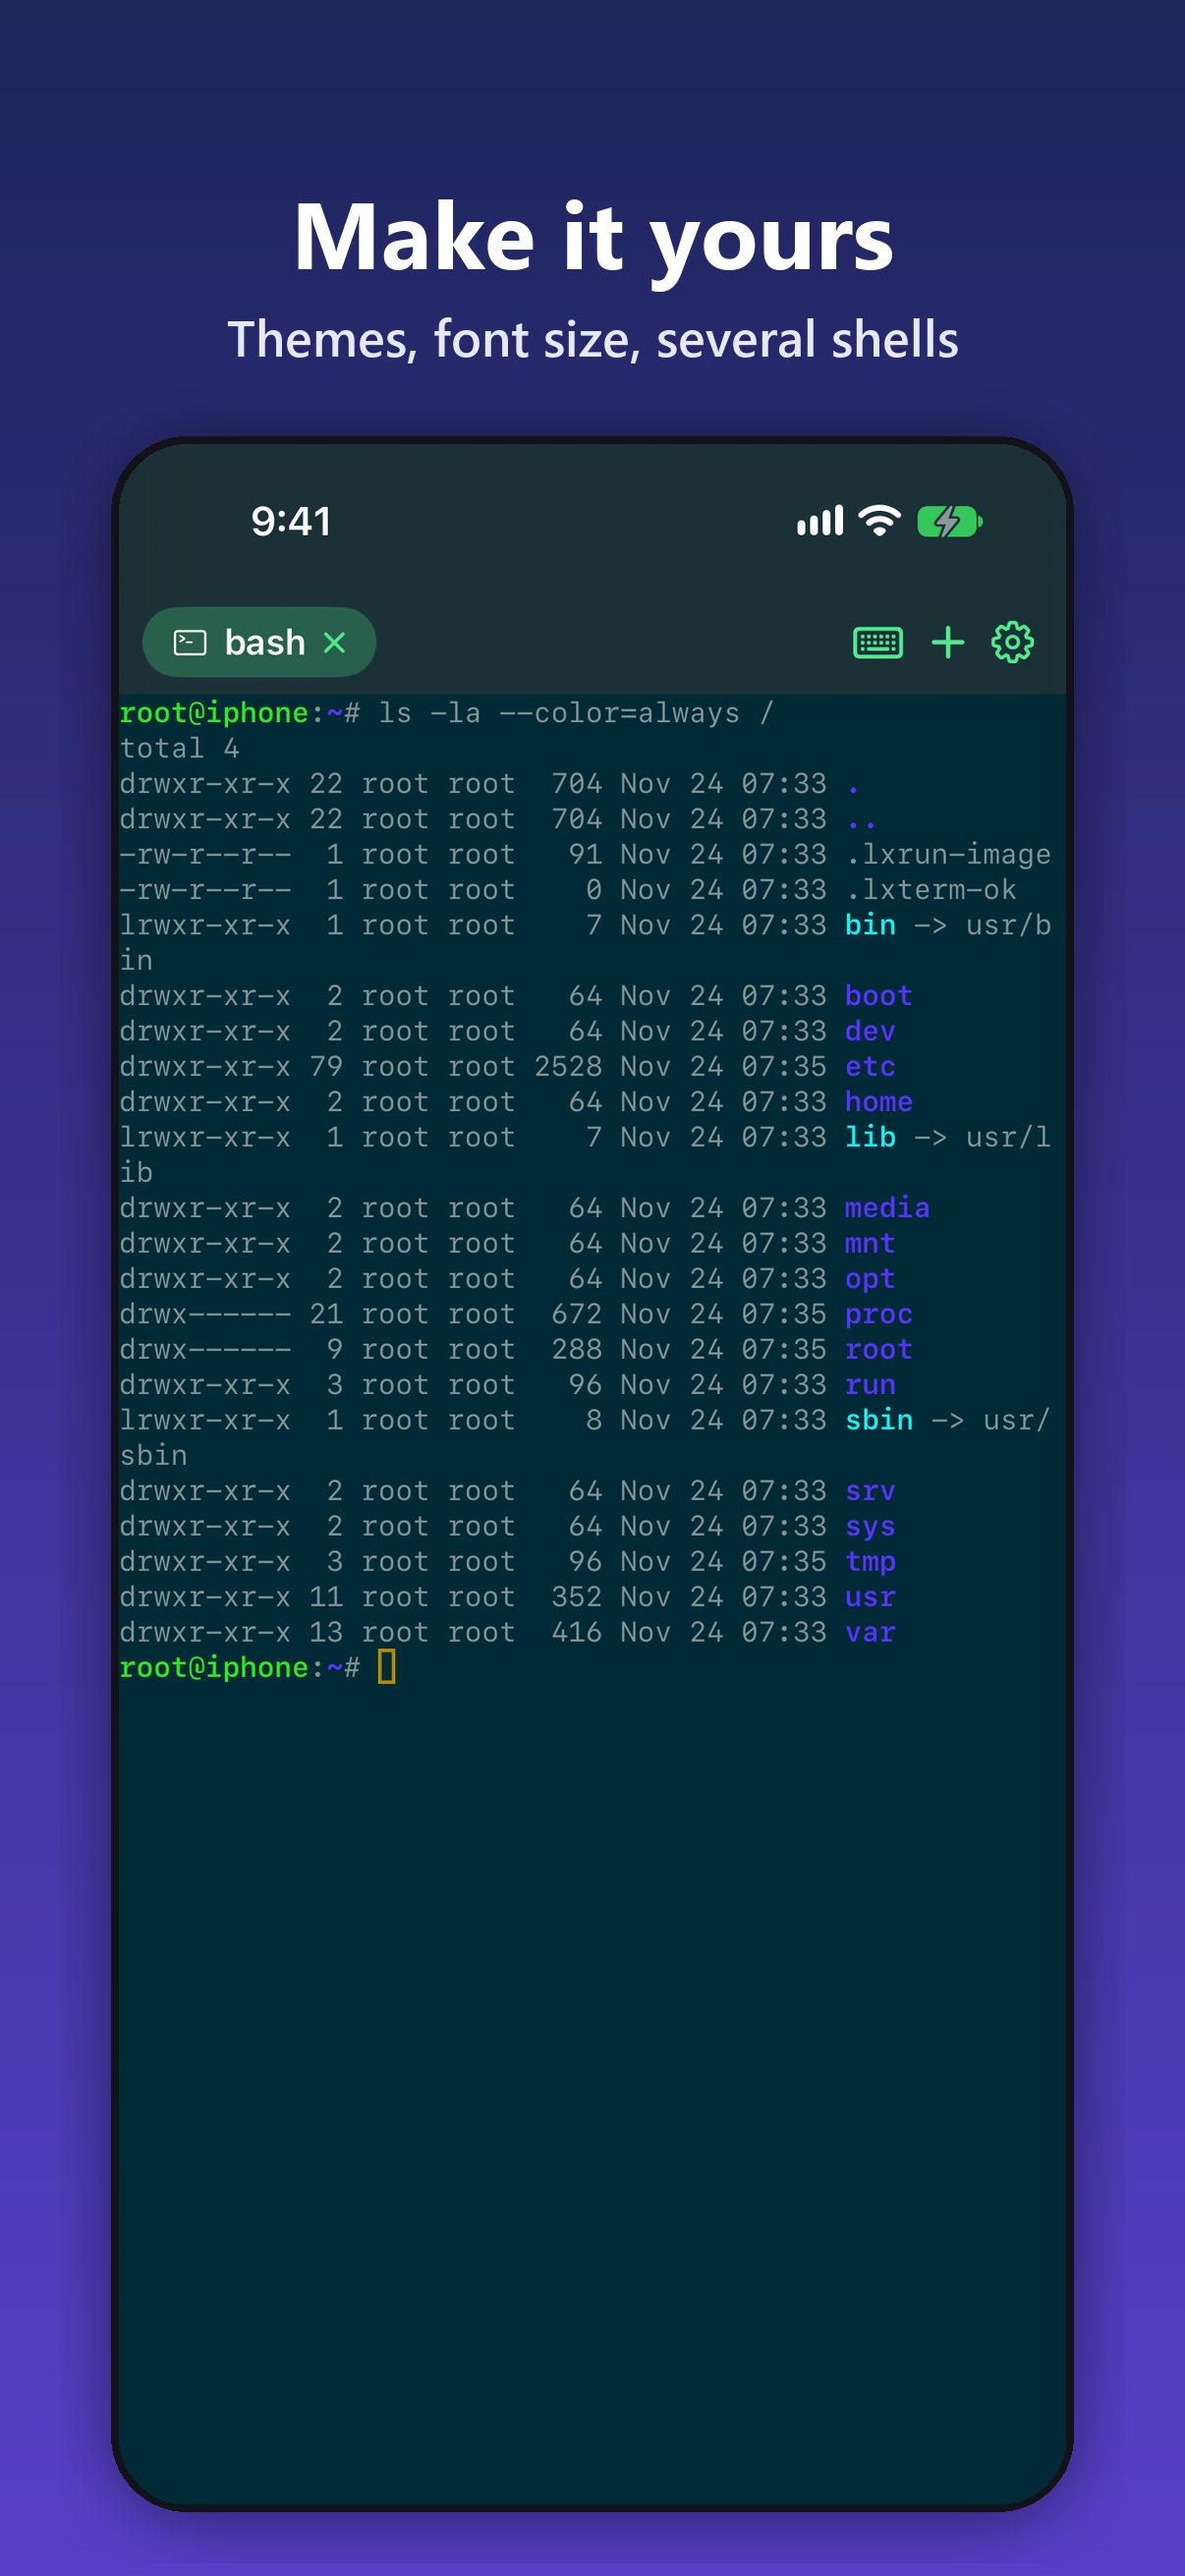 Make it yours
Themes, font size, several shells
9:41
bash
root@iphone:~# ls -la --color=always /
total 4
drwxr-xr-x 22 root root  704 Nov 24 07:33 .
drwxr-xr-x 22 root root  704 Nov 24 07:33 ..
-rw-r--r--  1 root root   91 Nov 24 07:33 .lxrun-image
-rw-r--r--  1 root root    0 Nov 24 07:33 .lxterm-ok
lrwxr-xr-x  1 root root    7 Nov 24 07:33 bin -> usr/b
in
drwxr-xr-x  2 root root   64 Nov 24 07:33 boot
drwxr-xr-x  2 root root   64 Nov 24 07:33 dev
drwxr-xr-x 79 root root 2528 Nov 24 07:35 etc
drwxr-xr-x  2 root root   64 Nov 24 07:33 home
lrwxr-xr-x  1 root root    7 Nov 24 07:33 lib -> usr/l
ib
drwxr-xr-x  2 root root   64 Nov 24 07:33 media
drwxr-xr-x  2 root root   64 Nov 24 07:33 mnt
drwxr-xr-x  2 root root   64 Nov 24 07:33 opt
drwx------ 21 root root  672 Nov 24 07:35 proc
drwx------  9 root root  288 Nov 24 07:35 root
drwxr-xr-x  3 root root   96 Nov 24 07:33 run
lrwxr-xr-x  1 root root    8 Nov 24 07:33 sbin -> usr/
sbin
drwxr-xr-x  2 root root   64 Nov 24 07:33 srv
drwxr-xr-x  2 root root   64 Nov 24 07:33 sys
drwxr-xr-x  3 root root   96 Nov 24 07:35 tmp
drwxr-xr-x 11 root root  352 Nov 24 07:33 usr
drwxr-xr-x 13 root root  416 Nov 24 07:33 var
root@iphone:~#